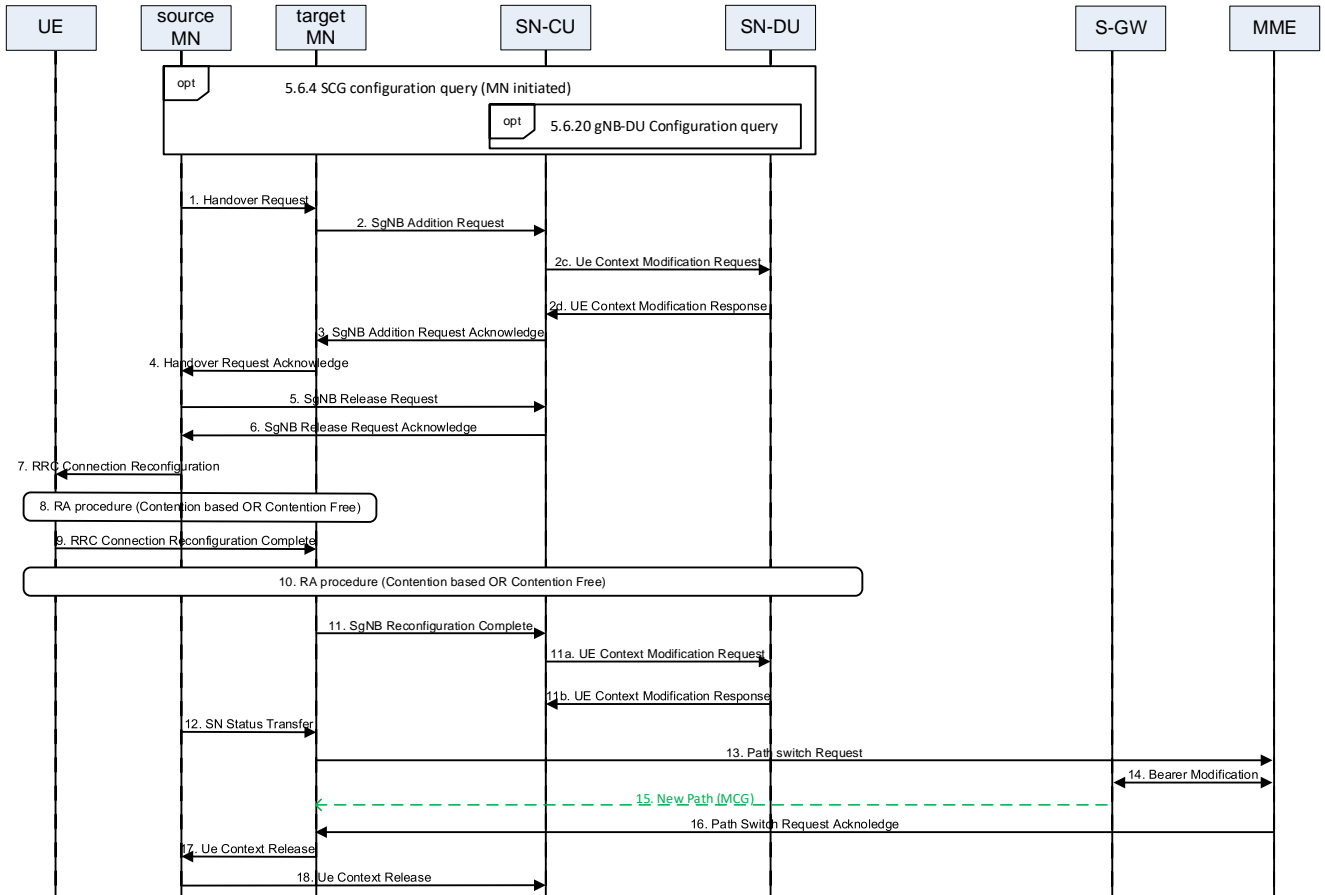 UE
source
MN
target
MN
SN-CU
SN-DU
S-GW
MME
opt
5.6.4 SCG configuration query (MN initiated)
opt
5.6.20 gNB-DU Configuration query
1. Handover Request
2. SgNB Addition Request
2c. Ue Context Modification Request
2d. UE Context Modification Response
3. SgNB Addition Request Acknowledge
4. Handover Request Acknowledge
5. SgNB Release Request
6. SgNB Release Request Acknowledge
7. RRC Connection Reconfiguration
8. RA procedure (Contention based OR Contention Free)
9. RRC Connection Reconfiguration Complete
10. RA procedure (Contention based OR Contention Free)
11. SgNB Reconfiguration Complete
11a. UE Context Modification Request
11b. UE Context Modification Response
12. SN Status Transfer
13. Path switch Request
14. Bearer Modification
15. New Path (MCG)
16. Path Switch Request Acknoledge
17. Ue Context Release
18. Ue Context Release